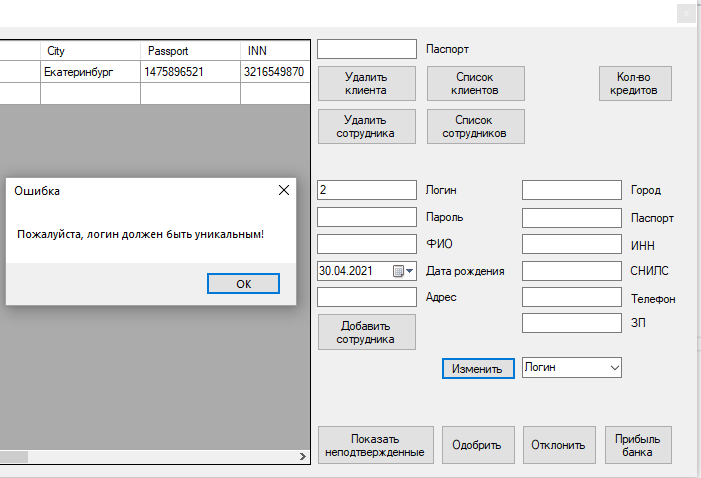 City Passport INN
Екатеринбург 1475896521 3216549870
Паспорт
Удалить
клиента
Список
клиентов
Кол-во
кредитов
Удалить
сотрудника
Список
сотрудников
Ошибка
Пожалуйста, логин должен быть уникальным!
OK
2 Логин
Город
Пароль
Паспорт
ФИО
ИНН
30.04.2021 Дата рождения
СНИЛС
Адрес
Телефон
ЗП
Добавить
сотрудника
Изменить
Логин
Показать
неподтвержденные
Одобрить
Отклонить
Прибыль
банка